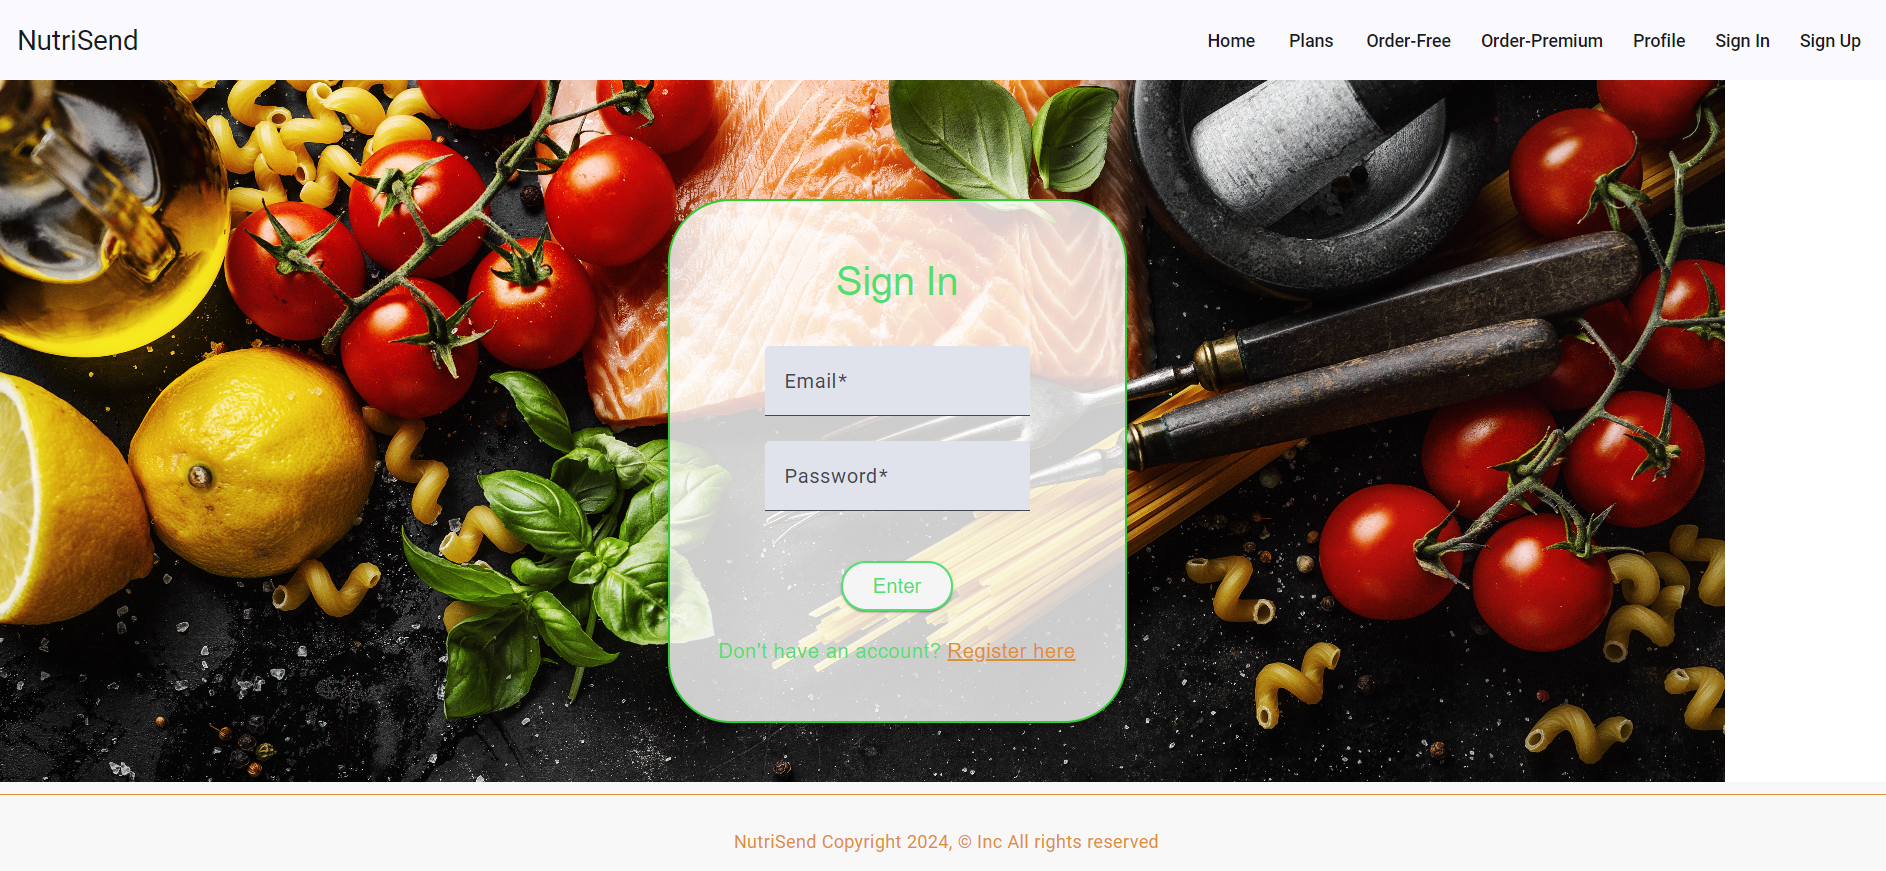 NutriSend
Home Plans Order-Free Order-Premium Profile Sign In Sign Up
Sign In
Email*
Password*
Enter
Don't have an account? Register here
NutriSend Copyright 2024, © Inc All rights reserved